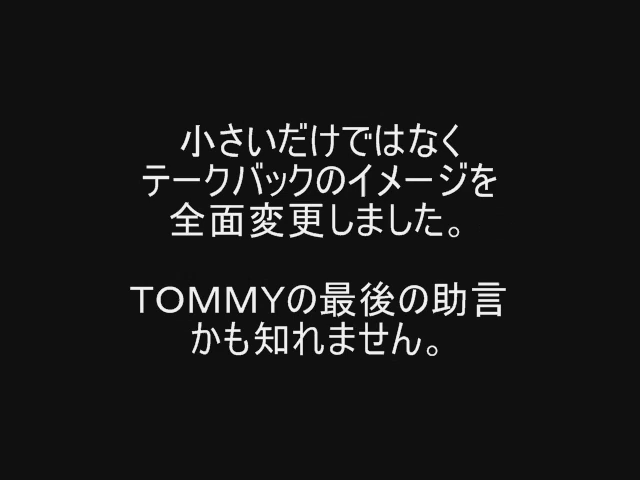 小さいだけではなく
テークバックのイメージを
全面変更しました。
TOMMYの最後の助言
かも知れません。